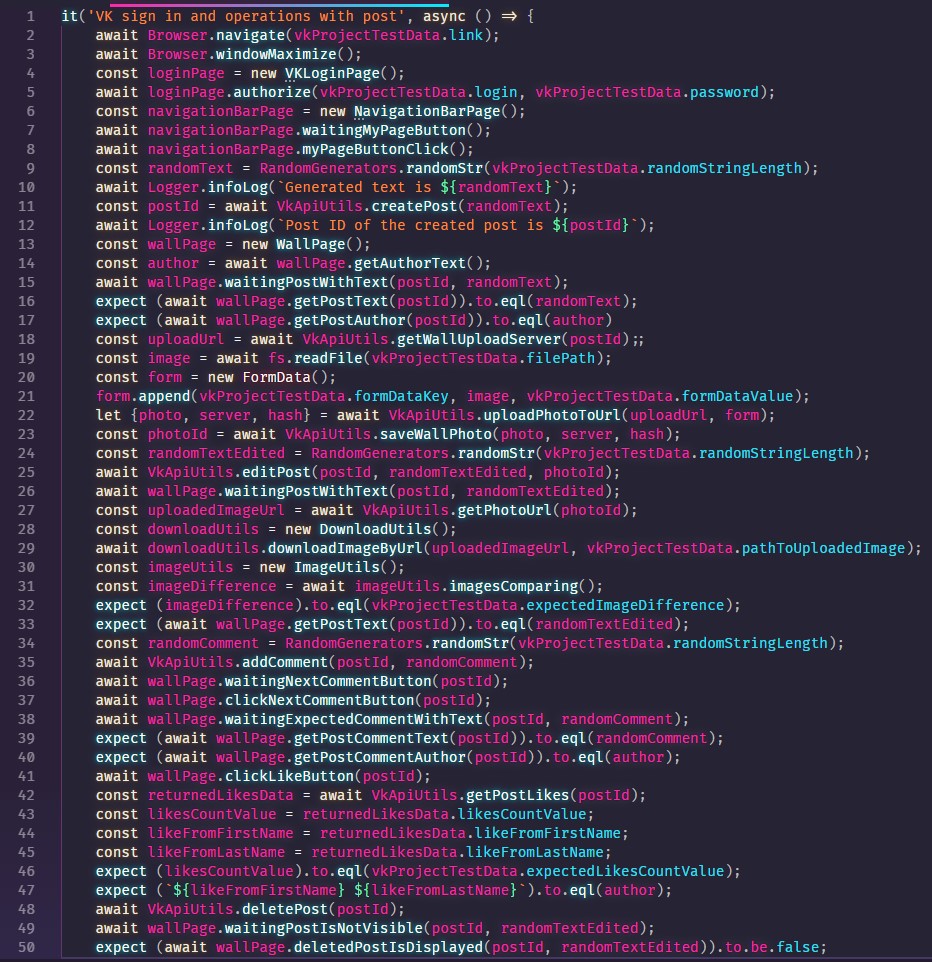 1 it('VK sign in and operations with post', async () => {
2 await Browser.navigate(vkProjectTestData.link);
3 await Browser.windowMaximize();
4 const loginPage = new VKLoginPage();
5 await loginPage.authorize(vkProjectTestData.login, vkProjectTestData.password);
6 const navigationBarPage = new NavigationBarPage();
7 await navigationBarPage.waitingMyPageButton();
8 await navigationBarPage.myPageButtonClick();
9 const randomText = RandomGenerators.randomStr(vkProjectTestData.randomStringLength);
10 await Logger.infoLog(`Generated text is ${randomText}`);
11 const postId = await VkApiUtils.createPost(randomText);
12 await Logger.infoLog(`Post ID of the created post is ${postId}`);
13 const wallPage = new WallPage();
14 const author = await wallPage.getAuthorText();
15 await wallPage.waitingPostWithText(postId, randomText);
16 expect (await wallPage.getPostText(postId)).to.eql(randomText);
17 expect (await wallPage.getPostAuthor(postId)).to.eql(author)
18 const uploadUrl = await VkApiUtils.getWallUploadServer(postId);;
19 const image = await fs.readFile(vkProjectTestData.filePath);
20 const form = new FormData();
21 form.append(vkProjectTestData.formDataKey, image, vkProjectTestData.formDataValue);
22 let {photo, server, hash} = await VkApiUtils.uploadPhotoToUrl(uploadUrl, form);
23 const photoId = await VkApiUtils.saveWallPhoto(photo, server, hash);
24 const randomTextEdited = RandomGenerators.randomStr(vkProjectTestData.randomStringLength);
25 await VkApiUtils.editPost(postId, randomTextEdited, photoId);
26 await wallPage.waitingPostWithText(postId, randomTextEdited);
27 const uploadedImageUrl = await VkApiUtils.getPhotoUrl(photoId);
28 const downloadUtils = new DownloadUtils();
29 await downloadUtils.downloadImageByUrl(uploadedImageUrl, vkProjectTestData.pathToUploadedImage);
30 const imageUtils = new ImageUtils();
31 const imageDifference = await imageUtils.imagesComparing();
32 expect (imageDifference).to.eql(vkProjectTestData.expectedImageDifference);
33 expect (await wallPage.getPostText(postId)).to.eql(randomTextEdited);
34 const randomComment = RandomGenerators.randomStr(vkProjectTestData.randomStringLength);
35 await VkApiUtils.addComment(postId, randomComment);
36 await wallPage.waitingNextCommentButton(postId);
37 await wallPage.clickNextCommentButton(postId);
38 await wallPage.waitingExpectedCommentWithText(postId, randomComment);
39 expect (await wallPage.getPostCommentText(postId)).to.eql(randomComment);
40 expect (await wallPage.getPostCommentAuthor(postId)).to.eql(author);
41 await wallPage.clickLikeButton(postId);
42 const returnedLikesData = await VkApiUtils.getPostLikes(postId);
43 const likesCountValue = returnedLikesData.likesCountValue;
44 const likeFromFirstName = returnedLikesData.likeFromFirstName;
45 const likeFromLastName = returnedLikesData.likeFromLastName;
46 expect (likesCountValue).to.eql(vkProjectTestData.expectedLikesCountValue);
47 expect (`${likeFromFirstName} ${likeFromLastName}`).to.eql(author);
48 await VkApiUtils.deletePost(postId);
49 await wallPage.waitingPostIsNotVisible(postId, randomTextEdited);
50 expect (await wallPage.deletedPostIsDisplayed(postId, randomTextEdited)).to.be.false;